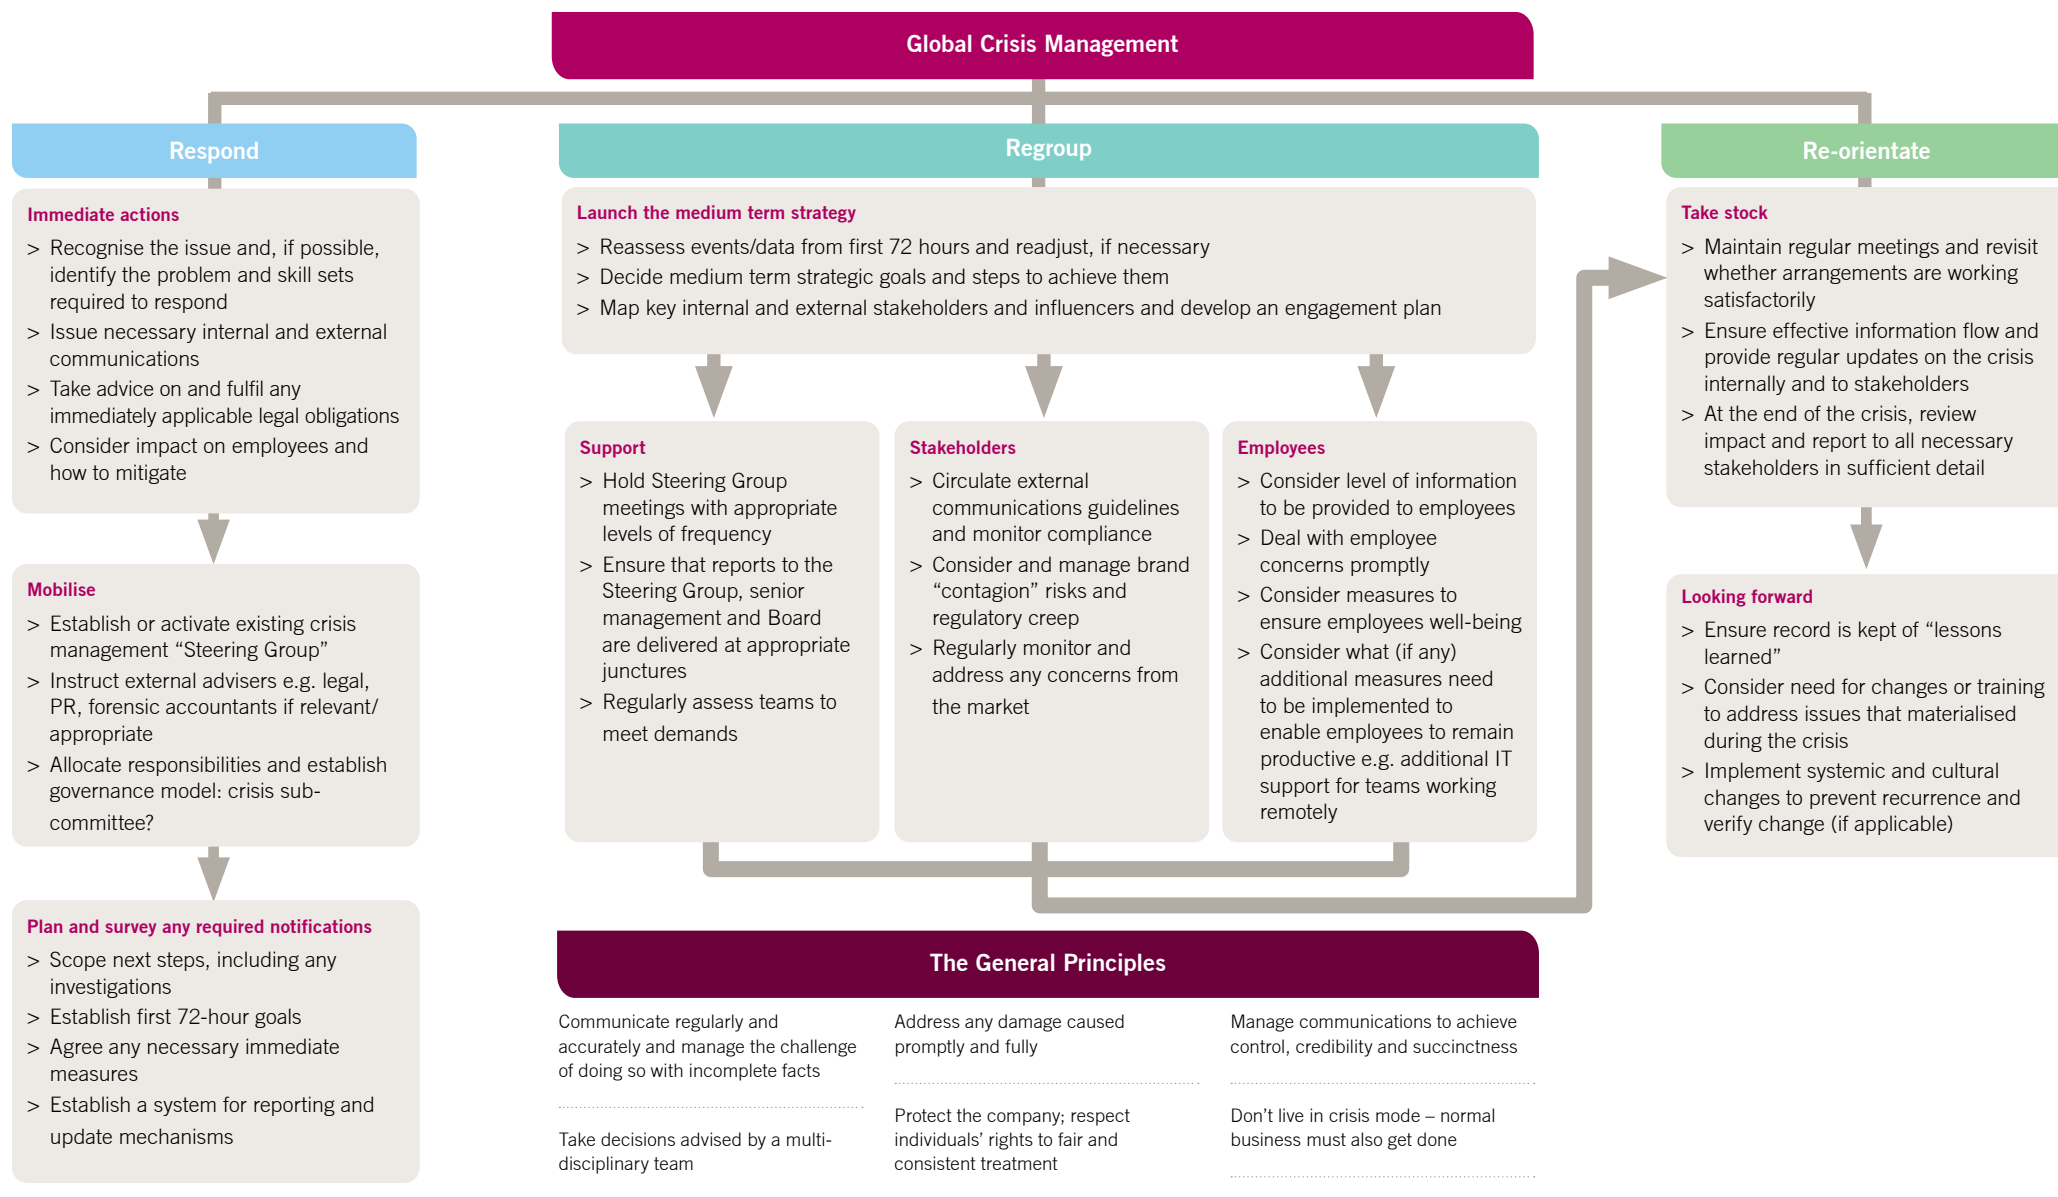 Global Crisis Management
Respond
Immediate actions
> Recognise the issue and, if possible,
identify the problem and skill sets
required to respond
> Issue necessary internal and external
communications
> Take advice on and fulfil any
immediately applicable legal obligations
> Consider impact on employees and
how to mitigate
Mobilise
> Establish or activate existing crisis
management “Steering Group”
> Instruct external advisers e.g. legal,
PR, forensic accountants if relevant/
appropriate
> Allocate responsibilities and establish
governance model: crisis sub-
committee?
Plan and survey any required notifications
> Scope next steps, including any
investigations
> Establish first 72-hour goals
> Agree any necessary immediate
measures
> Establish a system for reporting and
update mechanisms
Regroup
Launch the medium term strategy
> Reassess events/data from first 72 hours and readjust, if necessary
> Decide medium term strategic goals and steps to achieve them
> Map key internal and external stakeholders and influencers and develop an engagement plan
Support
> Hold Steering Group
meetings with appropriate
levels of frequency
> Ensure that reports to the
Steering Group, senior
management and Board
are delivered at appropriate
junctures
> Regularly assess teams to
meet demands
Stakeholders
> Circulate external
communications guidelines
and monitor compliance
> Consider and manage brand
“contagion” risks and
regulatory creep
> Regularly monitor and
address any concerns from
the market
Employees
> Consider level of information
to be provided to employees
> Deal with employee
concerns promptly
> Consider measures to
ensure employees well-being
> Consider what (if any)
additional measures need
to be implemented to
enable employees to remain
productive e.g. additional IT
support for teams working
remotely
Re-orientate
Take stock
> Maintain regular meetings and revisit
whether arrangements are working
satisfactorily
> Ensure effective information flow and
provide regular updates on the crisis
internally and to stakeholders
> At the end of the crisis, review
impact and report to all necessary
stakeholders in sufficient detail
Looking forward
> Ensure record is kept of “lessons
learned”
> Consider need for changes or training
to address issues that materialised
during the crisis
> Implement systemic and cultural
changes to prevent recurrence and
verify change (if applicable)
The General Principles
Communicate regularly and
accurately and manage the challenge
of doing so with incomplete facts
Take decisions advised by a multi-
disciplinary team
Address any damage caused
promptly and fully
Protect the company; respect
individuals’ rights to fair and
consistent treatment
Manage communications to achieve
control, credibility and succinctness
Don’t live in crisis mode – normal
business must also get done